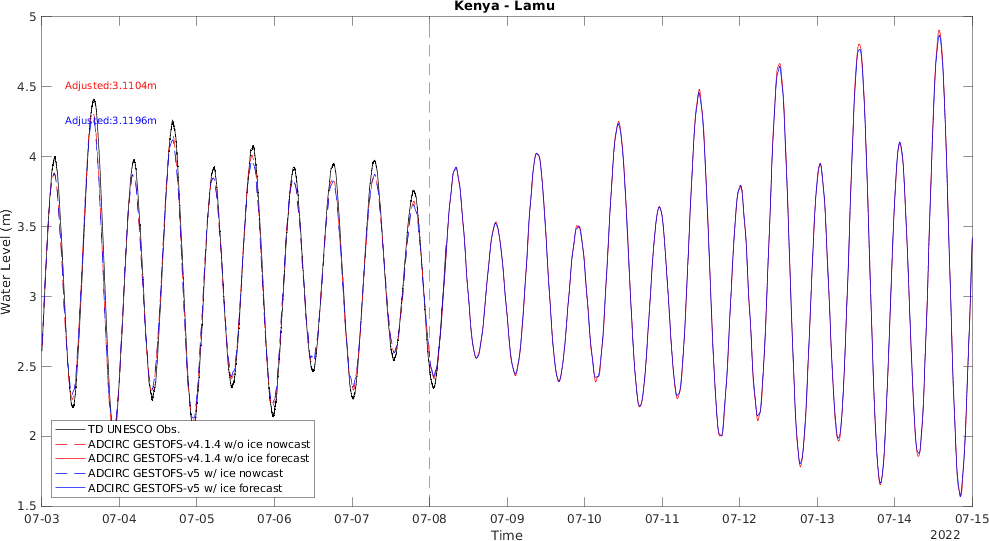 Kenya - Lamu
5
4.5
4
3.5
3
2.5
2
1.5
Water Level (m)
Adjusted:3.1104m
Adjusted:3.1196m
TD UNESCO Obs.
ADCIRC GESTOFS-v4.1.4 w/o ice nowcast
ADCIRC GESTOFS-v4.1.4 w/o ice forecast
ADCIRC GESTOFS-v5 w/ ice nowcast
ADCIRC GESTOFS-v5 w/ ice forecast
07-03 07-04 07-05 07-06 07-07 07-08 07-09 07-10 07-11 07-12 07-13 07-14 07-15
Time
2022